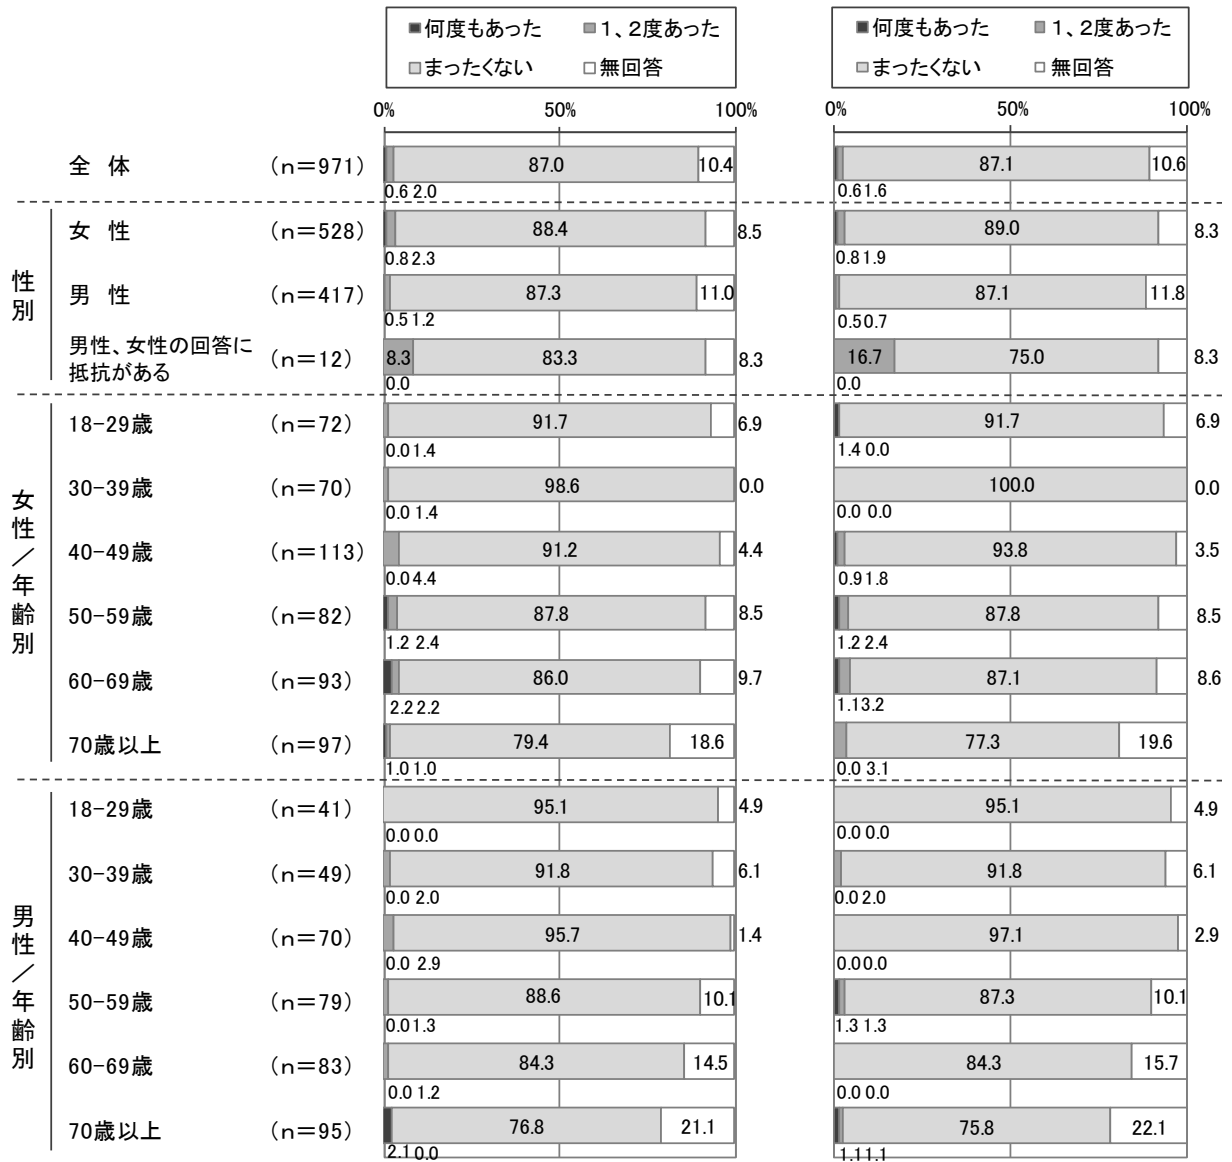 ■何度もあった ■1、2度あった ■何度もあった ■1、2度あった
□まったくない □無回答 □まったくない □無回答
0% 50% 100% 0% 50% 100%
全 体 (n=971) 87.0 10.4 87.1 10.6
0.6 2.0 0.6 1.6
性別
女 性 (n=528) 88.4 8.5 89.0 8.3
0.8 2.3 0.8 1.9
男 性 (n=417) 87.3 11.0 87.1 11.8
0.5 1.2 0.5 0.7
男性、女性の回答に
抵抗がある (n=12) 8.3 83.3 8.3 16.7 75.0 8.3
0.0 0.0
女性/年齢別
18-29歳 (n=72) 91.7 6.9 91.7 6.9
0.0 1.4 1.4 0.0
30-39歳 (n=70) 98.6 0.0 100.0 0.0
0.0 1.4 0.0 0.0
40-49歳 (n=113) 91.2 4.4 93.8 3.5
0.0 4.4 0.9 1.8
50-59歳 (n=82) 87.8 8.5 87.8 8.5
1.2 2.4 1.2 2.4
60-69歳 (n=93) 86.0 9.7 87.1 8.6
2.2 2.2 1.1 3.2
70歳以上 (n=97) 79.4 18.6 77.3 19.6
1.0 1.0 0.0 3.1
男性/年齢別
18-29歳 (n=41) 95.1 4.9 95.1 4.9
0.0 0.0 0.0 0.0
30-39歳 (n=49) 91.8 6.1 91.8 6.1
0.0 2.0 0.0 2.0
40-49歳 (n=70) 95.7 1.4 97.1 2.9
0.0 2.9 0.0 0.0
50-59歳 (n=79) 88.6 10.1 87.3 10.1
0.0 1.3 1.3 1.3
60-69歳 (n=83) 84.3 14.5 84.3 15.7
0.0 1.2 0.0 0.0
70歳以上 (n=95) 76.8 21.1 75.8 22.1
2.1 0.0 1.1 1.1